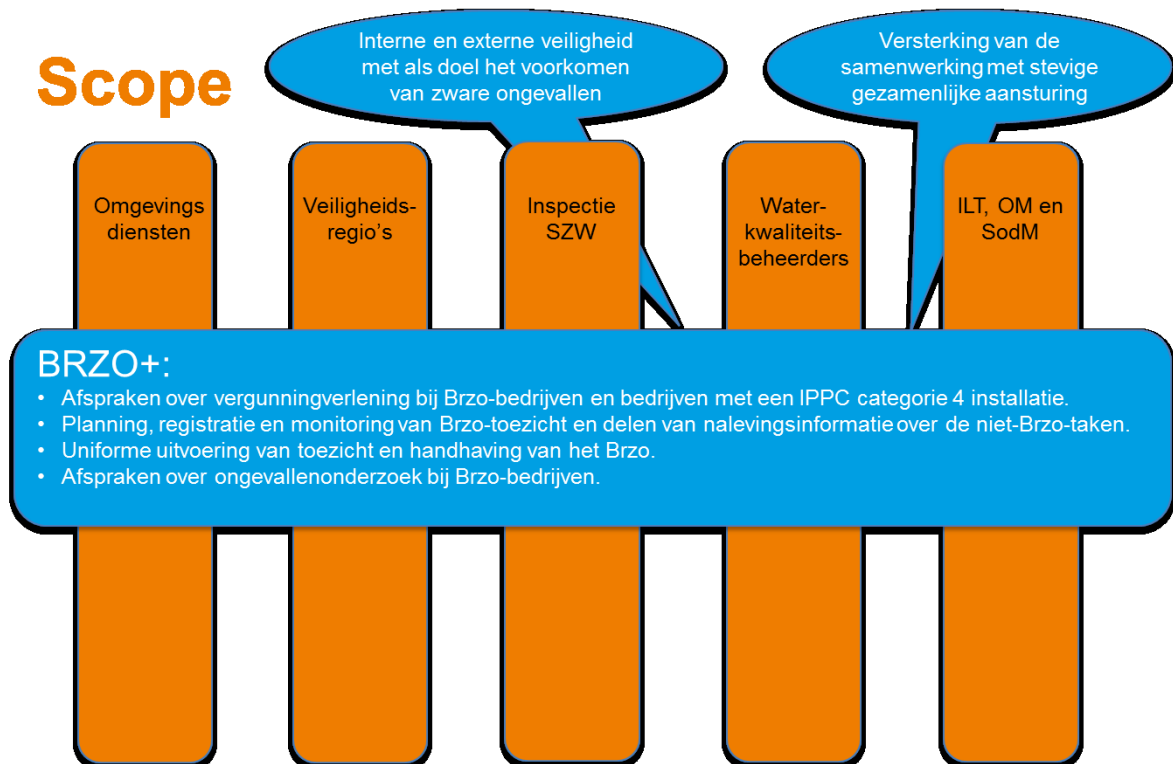 Scope
Interne en externe veiligheid
met als doel het voorkomen
van zware ongevallen
Versterking van de
samenwerking met stevige
gezamenlijke aansturing
Omgevings
diensten
Veiligheids-
regio's
Inspectie
SZW
Water-
kwaliteits-
beheerders
ILT, OM en
SodM
BRZO+:
• Afspraken over vergunningverlening bij Brzo-bedrijven en bedrijven met een IPPC categorie 4 installatie.
• Planning, registratie en monitoring van Brzo-toezicht en delen van nalevingsinformatie over de niet-Brzo-taken.
• Uniforme uitvoering van toezicht en handhaving van het Brzo.
• Afspraken over ongevallenonderzoek bij Brzo-bedrijven.